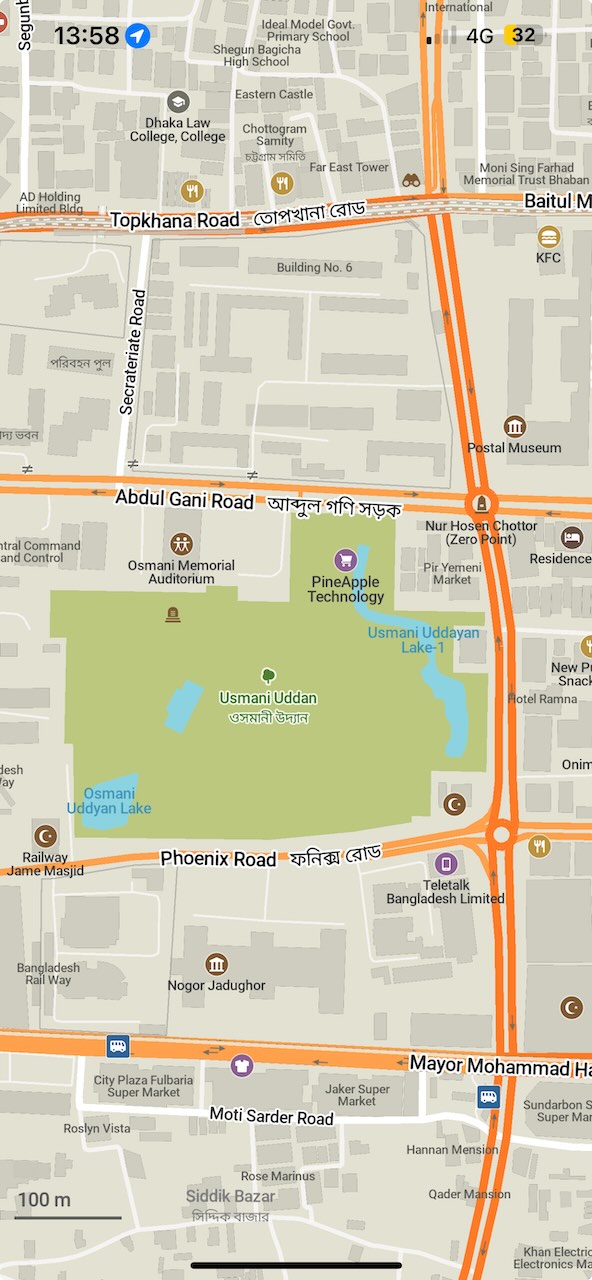 International
Segunb
13:58
4G
32
Ideal Model Govt.
Primary School
Shegun Bagicha
High School
Eastern Castle
Dhaka Law
College, College
Chottogram
Samity
চট্টগ্রাম সমিতি
Far East Tower
Moni Sing Farhad
Memorial Trust Bhaban
AD Holding
Limited Bldg
Topkhana Road তোপখানা রোড
Baitul M
KFC
Building No. 6
Secrateriate Road
পরিবহন পুল
দ্য ভবন
Postal Museum
Abdul Gani Road আব্দুল গণি সড়ক
Nur Hosen Chottor
(Zero Point)
ntral Command
and Control
Osmani Memorial
Auditorium
PineApple
Technology
Pir Yemeni
Market
Residence
Usmani Uddayan
Lake-1
New Pu
Snack
Usmani Uddan
ওসমানী উদ্যান
Hotel Ramna
desh
Way
Onim
Osmani
Uddyan Lake
Railway
Jame Masjid
Phoenix Road ফনিক্স রোড
Teletalk
Bangladesh Limited
Bangladesh
Rail Way
Nogor Jadughor
Mayor Mohammad Ha
City Plaza Fulbaria
Super Market
Jaker Super
Market
Sundarbon S
Super Mar
Moti Sarder Road
Roslyn Vista
Hannan Mension
Rose Marinus
Siddik Bazar
সিদ্দিক বাজার
Qader Mansion
100 m
Khan Electric
Electronics Ma